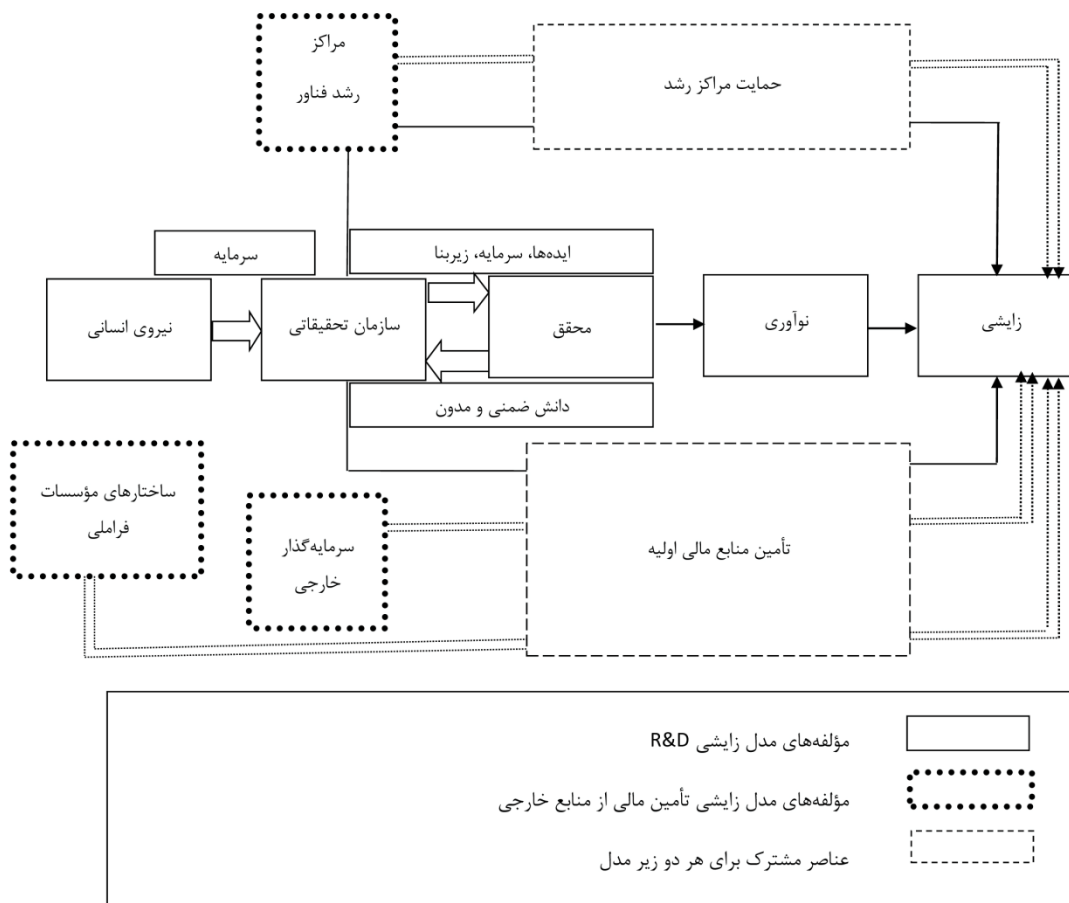 مراکز
رشد فناور
حمایت مراکز رشد
سرمایه
ایده‌ها، سرمایه، زیربنا
نیروی انسانی
سازمان تحقیقاتی
محقق
نوآوری
زایشی
دانش ضمنی و مدون
ساختارهای مؤسسات
فراملی
سرمایه‌گذار
خارجی
تأمین منابع مالی اولیه
مؤلفه‌های مدل زایشی R&D
مؤلفه‌های مدل زایشی تأمین مالی از منابع خارجی
عناصر مشترک برای هر دو زیر مدل